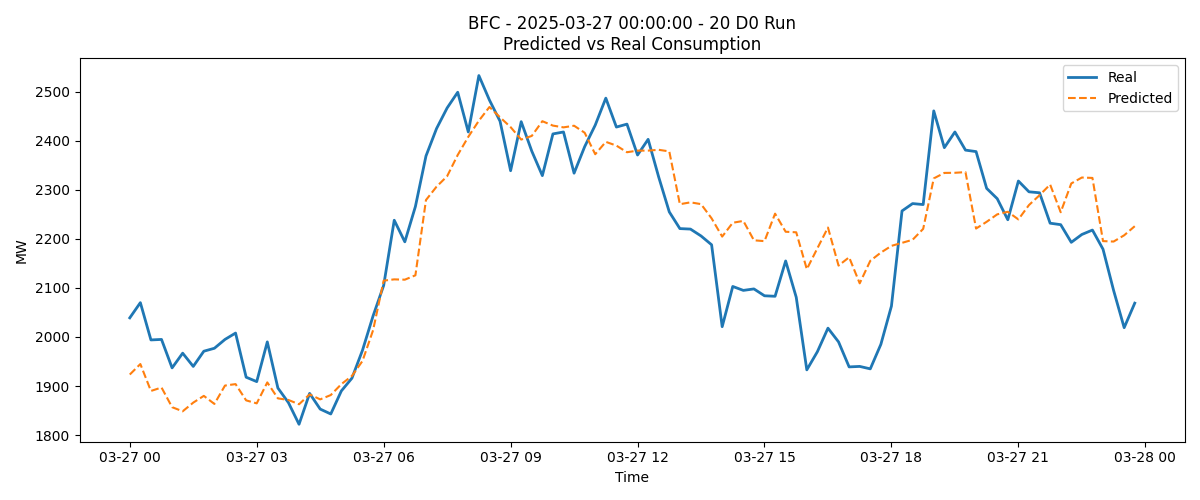 BFC - 2025-03-27 00:00:00 - 20 D0 Run
Predicted vs Real Consumption
Real
Predicted
MW
2500
2400
2300
2200
2100
2000
1900
1800
03-27 00
03-27 03
03-27 06
03-27 09
03-27 12
03-27 15
03-27 18
03-27 21
03-28 00
Time